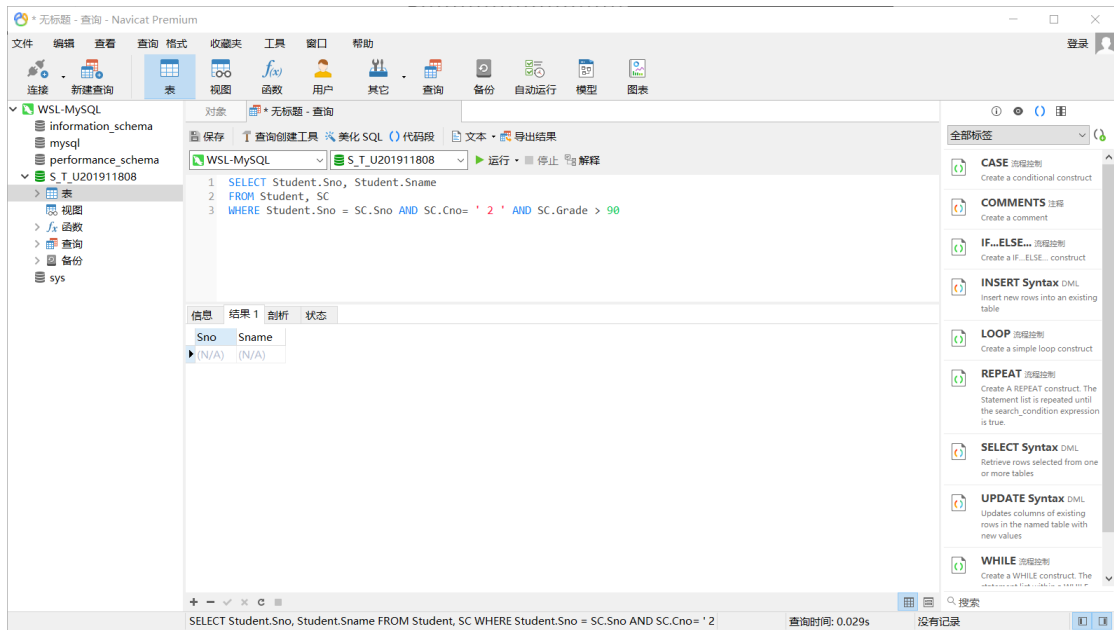 * 无标题 - 查询 - Navicat Premium
文件 编辑 查看 查询 格式 收藏夹 工具 窗口 帮助 登录
连接 新建查询 表 视图 函数 用户 其它 查询 备份 自动运行 模型 图表
WSL-MySQL
information_schema
mysql
performance_schema
S_T_U201911808
表
视图
函数
查询
备份
sys
对象 * 无标题 - 查询
保存 查询创建工具 美化 SQL 代码段 文本 导出结果
WSL-MySQL S_T_U201911808 运行 停止 解释
1 SELECT Student.Sno, Student.Sname
2 FROM Student, SC
3 WHERE Student.Sno = SC.Sno AND SC.Cno= ' 2 ' AND SC.Grade > 90
信息 结果 1 剖析 状态
Sno Sname
(N/A) (N/A)
全部标签
CASE 流程控制
Create a conditional construct
COMMENTS 注释
Create a comment
IF...ELSE... 流程控制
Create a IF...ELSE... construct
INSERT Syntax DML
Insert new rows into an existing
table
LOOP 流程控制
Create a simple loop construct
REPEAT 流程控制
Create A REPEAT construct. The
Statement list is repeated until
the search_condition expression
is true.
SELECT Syntax DML
Retrieve rows selected from one
or more tables
UPDATE Syntax DML
Updates columns of existing
rows in the named table with
new values
WHILE 流程控制
Create a WHILE construct. The
搜索
SELECT Student.Sno, Student.Sname FROM Student, SC WHERE Student.Sno = SC.Sno AND SC.Cno= ' 2 查询时间: 0.029s 没有记录